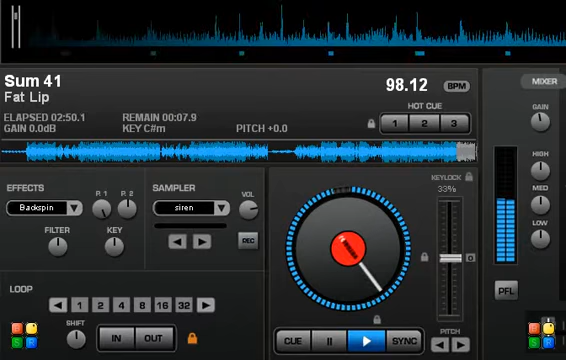 Sum 41
Fat Lip
98.12 BPM
MIXER
ELAPSED 02:50.1 REMAIN 00:07.9
GAIN 0.0dB KEY C#m PITCH +0.0
HOT CUE
1 2 3
GAIN
EFFECTS
P. 1 P. 2
Backspin
FILTER KEY
SAMPLER
VOL
siren
REC
KEYLOCK
33%
0
HIGH
MED
LOW
PFL
LOOP
1 2 4 8 16 32
SHIFT
IN OUT
CUE SYNC
PITCH
S R
S R